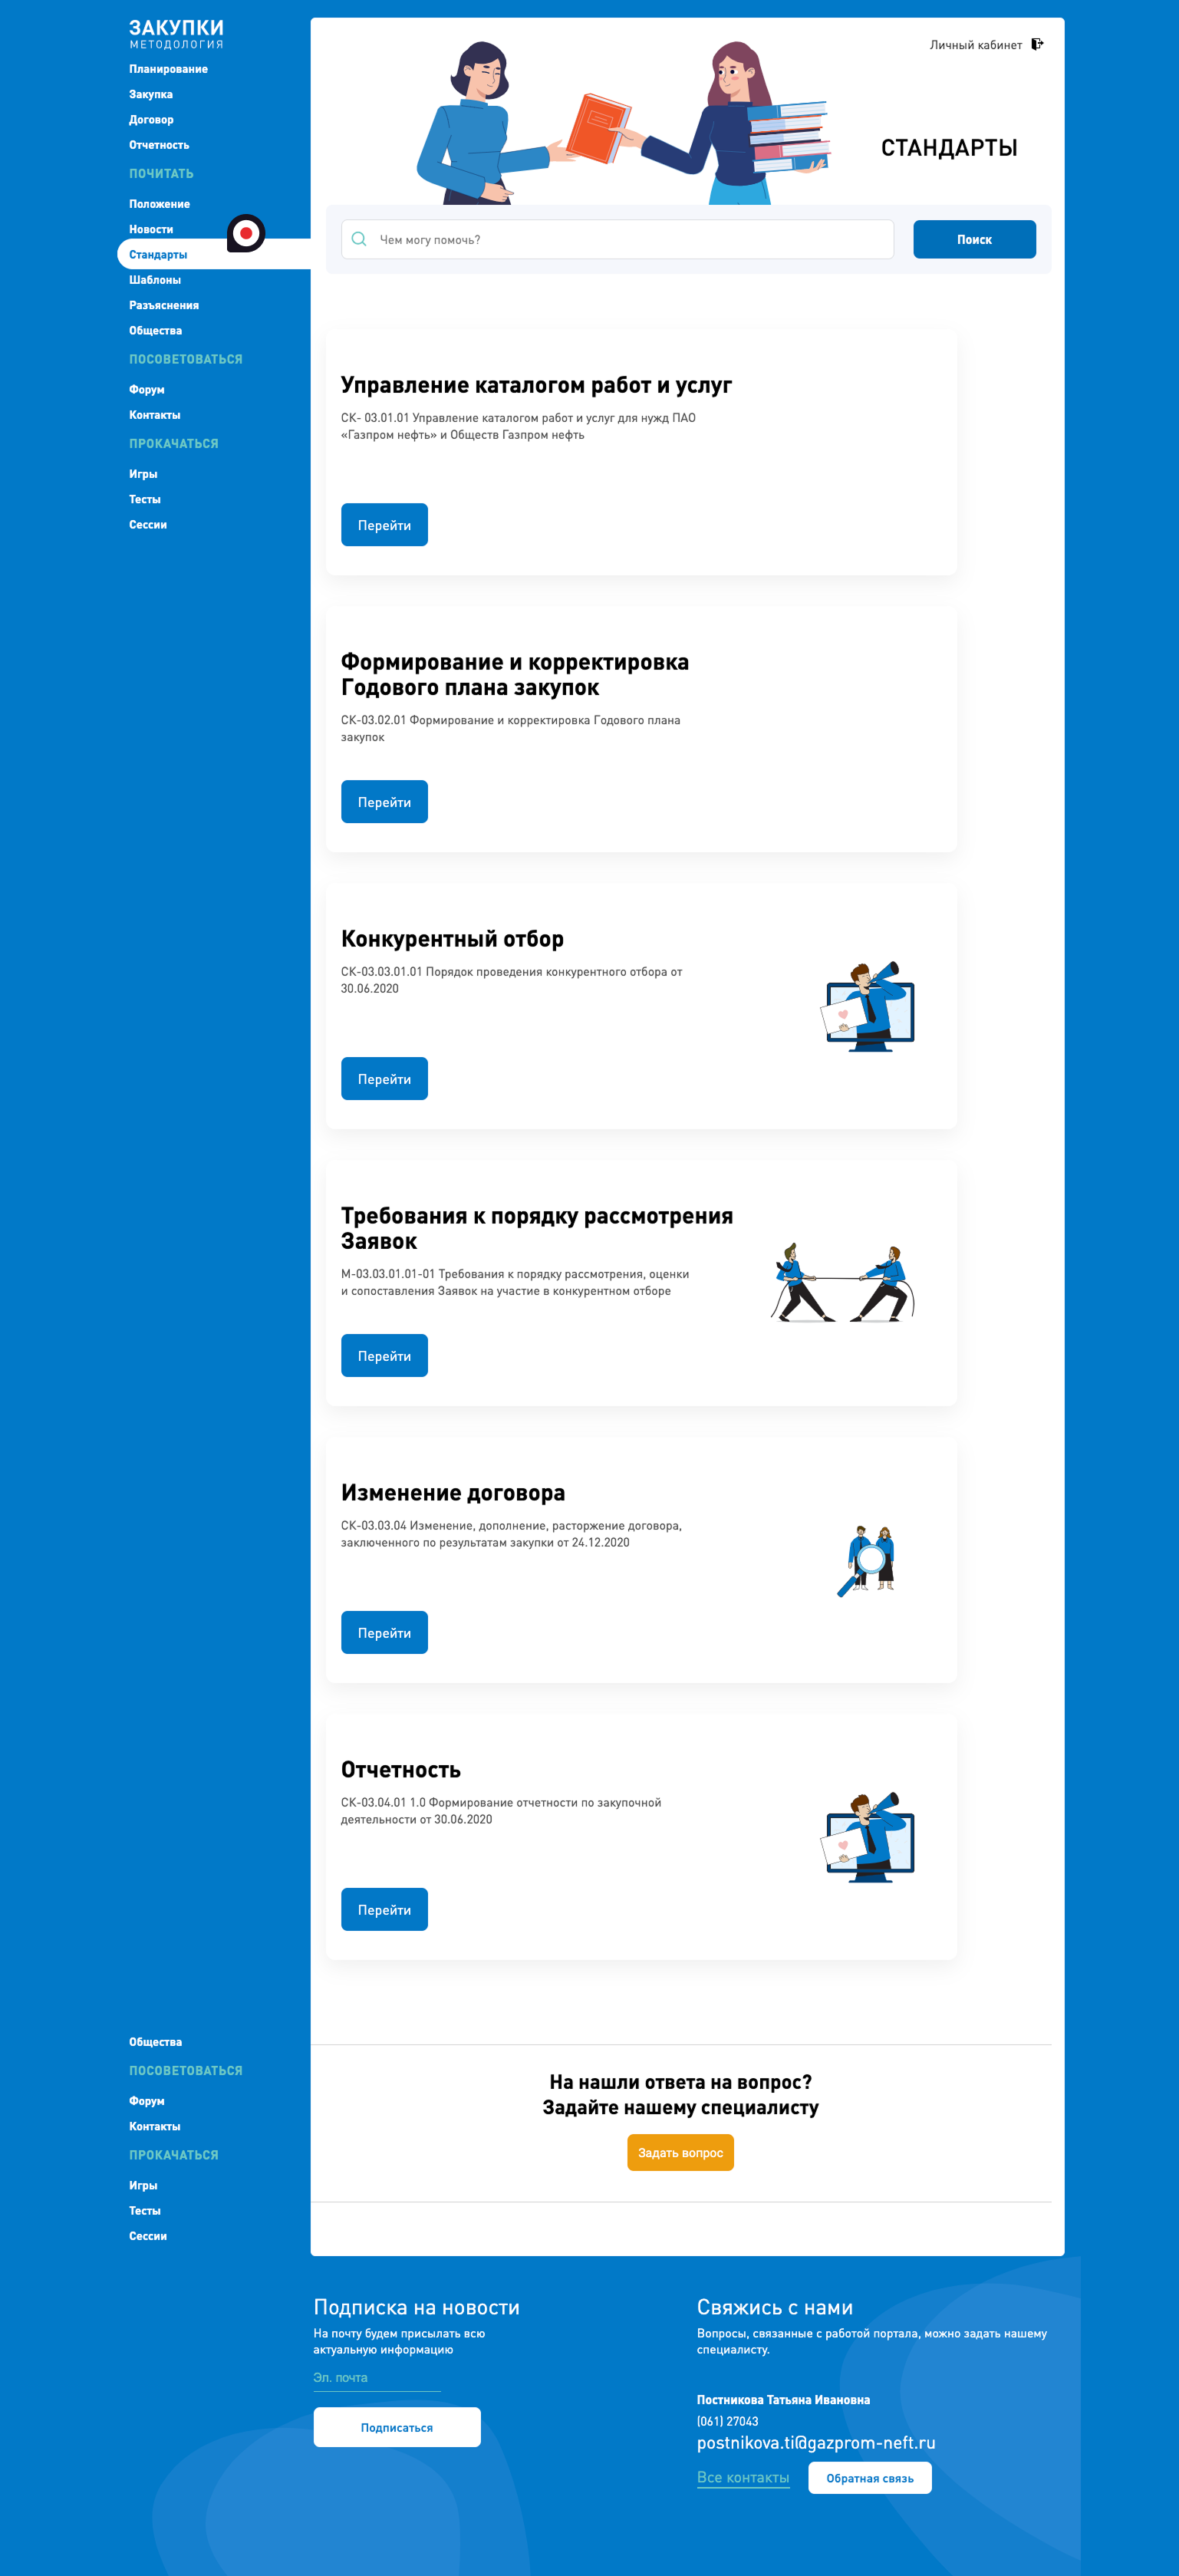 ЗАКУПКИ
МЕТОДОЛОГИЯ
Планирование
Закупка
Договор
Отчетность
ПОЧИТАТЬ
Положение
Новости
Стандарты
Шаблоны
Разъяснения
Общества
ПОСОВЕТОВАТЬСЯ
Форум
Контакты
ПРОКАЧАТЬСЯ
Игры
Тесты
Сессии
Личный кабинет
СТАНДАРТЫ
Чем могу помочь?
Поиск
Управление каталогом работ и услуг
СК- 03.01.01 Управление каталогом работ и услуг для нужд ПАО
«Газпром нефть» и Обществ Газпром нефть
Перейти
Формирование и корректировка
Годового плана закупок
СК-03.02.01 Формирование и корректировка Годового плана
закупок
Перейти
Конкурентный отбор
СК-03.03.01.01 Порядок проведения конкурентного отбора от
30.06.2020
Перейти
Требования к порядку рассмотрения
Заявок
М-03.03.01.01-01 Требования к порядку рассмотрения, оценки
и сопоставления Заявок на участие в конкурентном отборе
Перейти
Изменение договора
СК-03.03.04 Изменение, дополнение, расторжение договора,
заключенного по результатам закупки от 24.12.2020
Перейти
Отчетность
СК-03.04.01 1.0 Формирование отчетности по закупочной
деятельности от 30.06.2020
Перейти
Общества
ПОСОВЕТОВАТЬСЯ
Форум
Контакты
ПРОКАЧАТЬСЯ
Игры
Тесты
Сессии
На нашли ответа на вопрос?
Задайте нашему специалисту
Задать вопрос
Подписка на новости
На почту будем присылать всю
актуальную информацию
Эл. почта
Подписаться
Свяжись с нами
Вопросы, связанные с работой портала, можно задать нашему
специалисту.
Постникова Татьяна Ивановна
(061) 27043
postnikova.ti@gazprom-neft.ru
Все контакты
Обратная связь